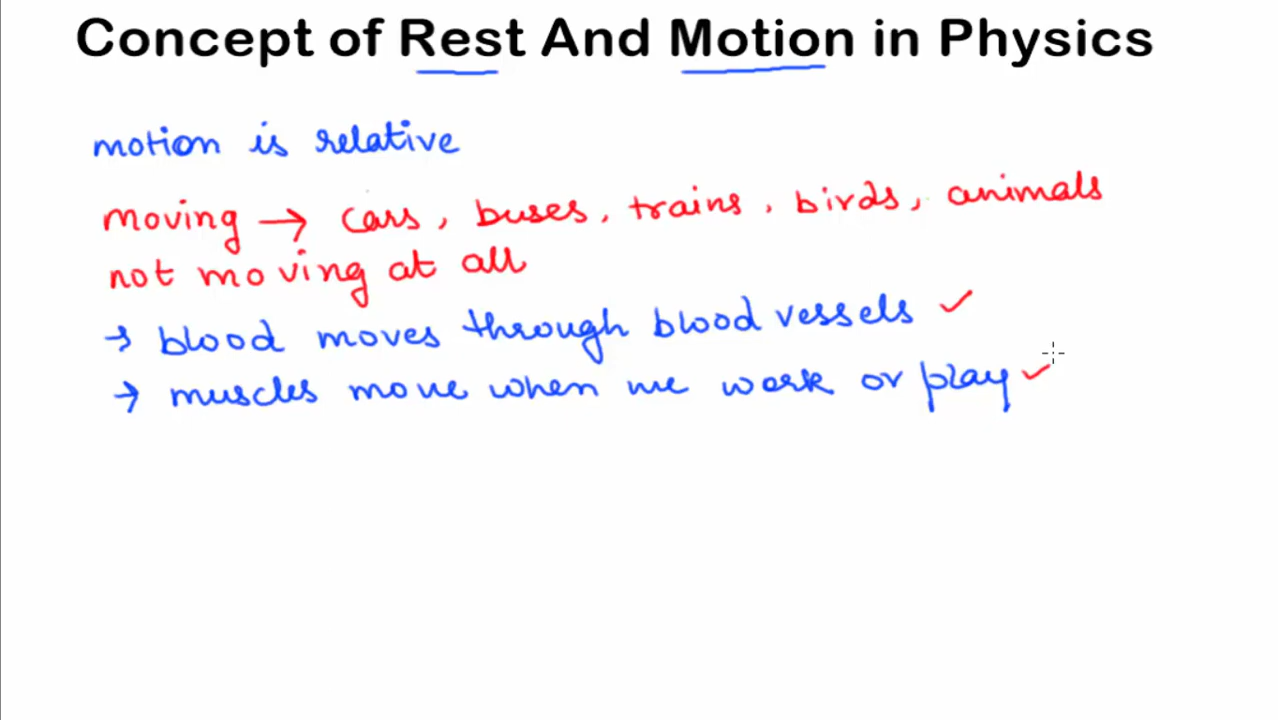 Concept of Rest And Motion in Physics
motion is relative
moving → cars, buses, trains, birds, animals
not moving at all
→ blood moves through blood vessels ✓
→ muscles move when we work or play ✓